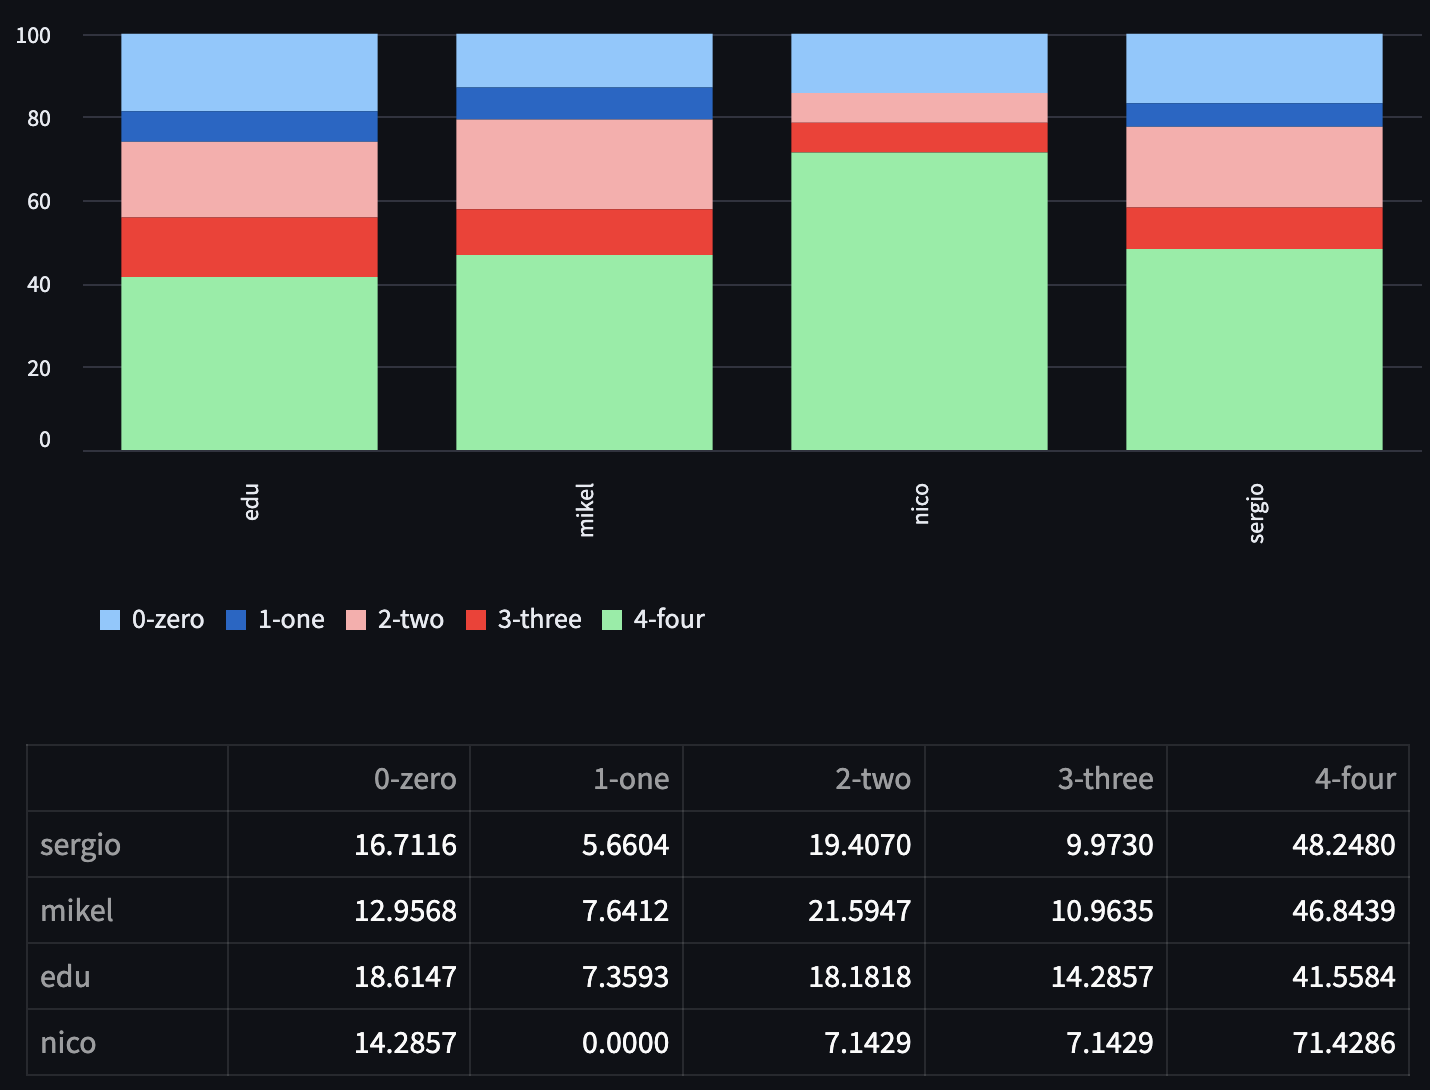 100
80
60
40
20
0
edu mikel nico sergio
0-zero 1-one 2-two 3-three 4-four
0-zero 1-one 2-two 3-three 4-four
sergio 16.7116 5.6604 19.4070 9.9730 48.2480
mikel 12.9568 7.6412 21.5947 10.9635 46.8439
edu 18.6147 7.3593 18.1818 14.2857 41.5584
nico 14.2857 0.0000 7.1429 7.1429 71.4286